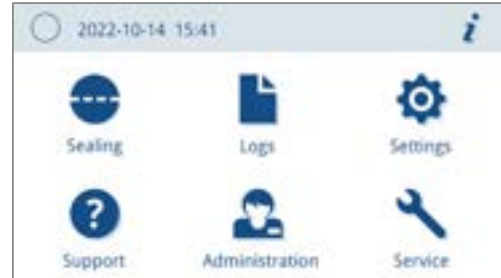 2022-10-14 15:41 i
Sealing Logs Settings
?
Support Administration Service